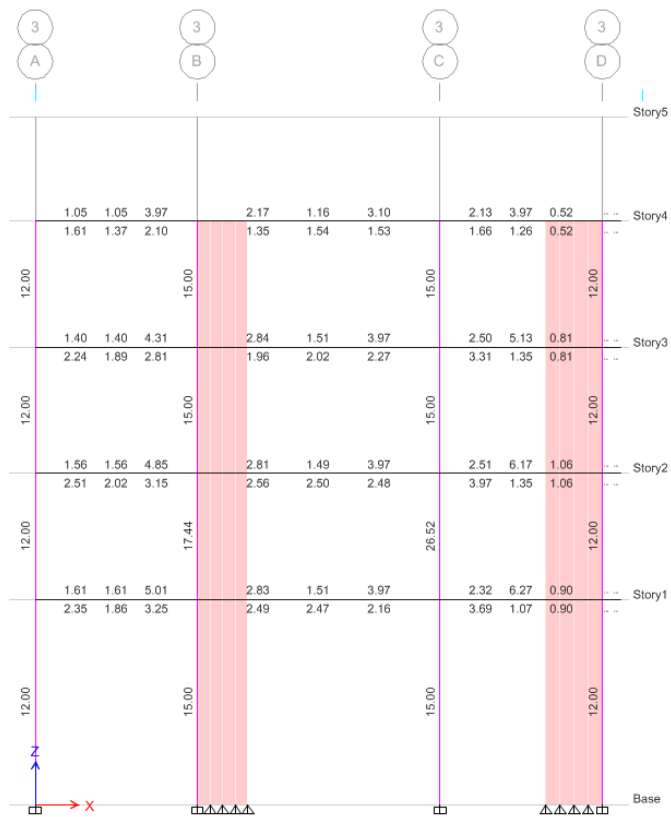 3 3 3 3
A B C D
Story5
1.05 1.05 3.97 2.17 1.16 3.10 2.13 3.97 0.52 Story4
1.61 1.37 2.10 1.35 1.54 1.53 1.66 1.26 0.52
12.00 15.00 15.00 12.00
1.40 1.40 4.31 2.84 1.51 3.97 2.50 5.13 0.81 Story3
2.24 1.89 2.81 1.96 2.02 2.27 3.31 1.35 0.81
12.00 15.00 15.00 12.00
1.56 1.56 4.85 2.81 1.49 3.97 2.51 6.17 1.06 Story2
2.51 2.02 3.15 2.56 2.50 2.48 3.97 1.35 1.06
12.00 17.44 26.52 12.00
1.61 1.61 5.01 2.83 1.51 3.97 2.32 6.27 0.90 Story1
2.35 1.86 3.25 2.49 2.47 2.16 3.69 1.07 0.90
12.00 15.00 15.00 12.00
Z
X Base